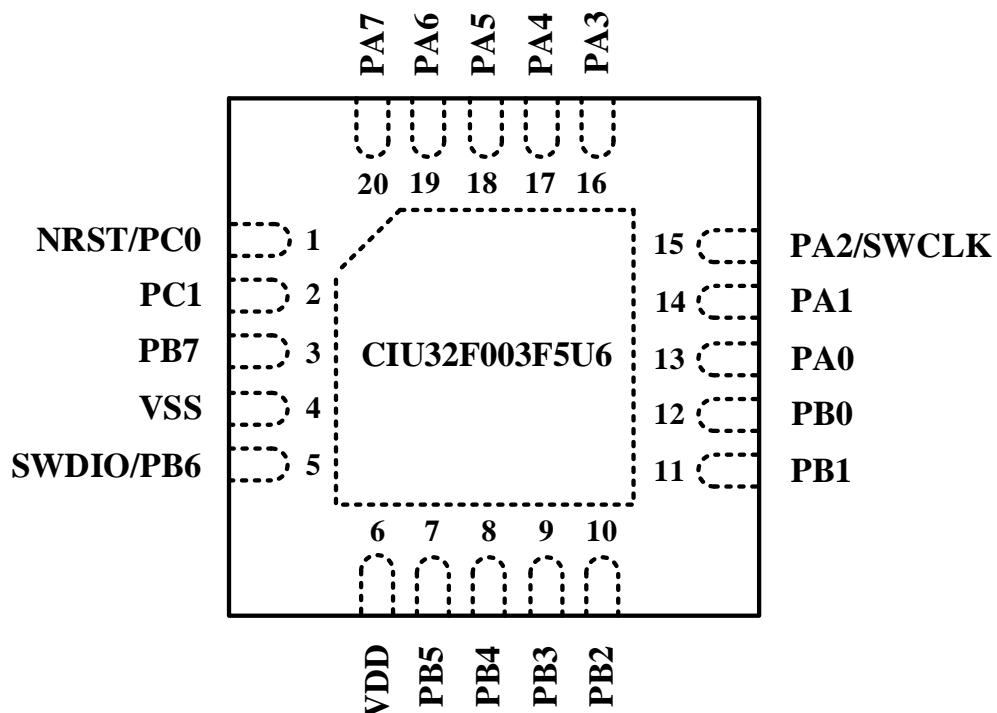 PA7 PA6 PA5 PA4 PA3
20 19 18 17 16
NRST/PC0 1
PC1 2
PB7 3
VSS 4
SWDIO/PB6 5
CIU32F003F5U6
15 PA2/SWCLK
14 PA1
13 PA0
12 PB0
11 PB1
6 7 8 9 10
VDD PB5 PB4 PB3 PB2